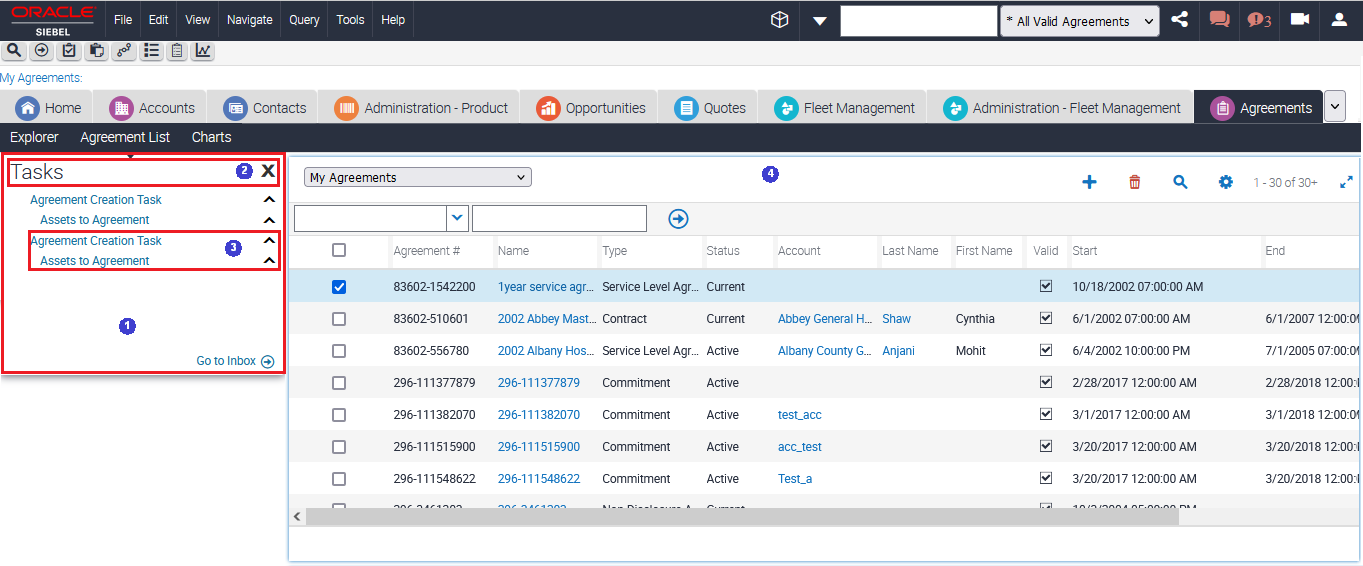 ORACLE
SIEBEL
File Edit View Navigate Query Tools Help
* All Valid Agreements
3
My Agreements:
Home Accounts Contacts Administration - Product Opportunities Quotes Fleet Management Administration - Fleet Management Agreements
Explorer Agreement List Charts
Tasks 2 X
Agreement Creation Task
Assets to Agreement
Agreement Creation Task
3
Assets to Agreement
1
Go to Inbox
My Agreements 4 1 - 30 of 30+
Agreement # Name Type Status Account Last Name First Name Valid Start End
83602-1542200 1year service agr... Service Level Agr... Current 10/18/2002 07:00:00 AM
83602-510601 2002 Abbey Mast... Contract Current Abbey General H... Shaw Cynthia 6/1/2002 07:00:00 AM 6/1/2007 12:00:0
83602-556780 2002 Albany Hos... Service Level Agr... Active Albany County G... Anjani Mohit 6/4/2002 10:00:00 PM 7/1/2005 07:00:0
296-111377879 296-111377879 Commitment Active 2/28/2017 12:00:00 AM 2/28/2018 12:00:
296-111382070 296-111382070 Commitment Active test_acc 3/1/2017 12:00:00 AM 3/1/2018 12:00:0
296-111515900 296-111515900 Commitment Active acc_test 3/20/2017 12:00:00 AM 3/20/2018 12:00:
296-111548622 296-111548622 Commitment Active Test_a 3/20/2017 12:00:00 AM 3/20/2018 12:00: